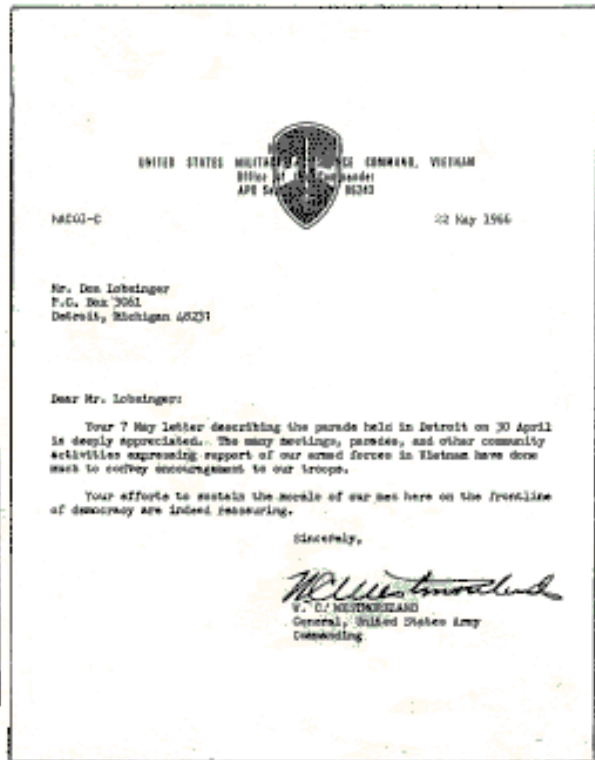 UNITED STATES COMMAND, VIETNAM
Office
APO
22 May 1966
Mr. Don Lobsinger
P.O. Box 3061
Detroit, Michigan 48231
Dear Mr. Lobsinger:
Your 7 May letter describing the parade held in Detroit on 30 April
is deeply appreciated. The many meetings, parades, and other community
activities expressing support of our armed forces in Vietnam have done
much to convey encouragement to our troops.
Your efforts to sustain the morale of our men here on the frontline
of democracy are indeed reassuring.
Sincerely,
W C Westmoreland
W. C. WESTMORELAND
General, United States Army
Commanding